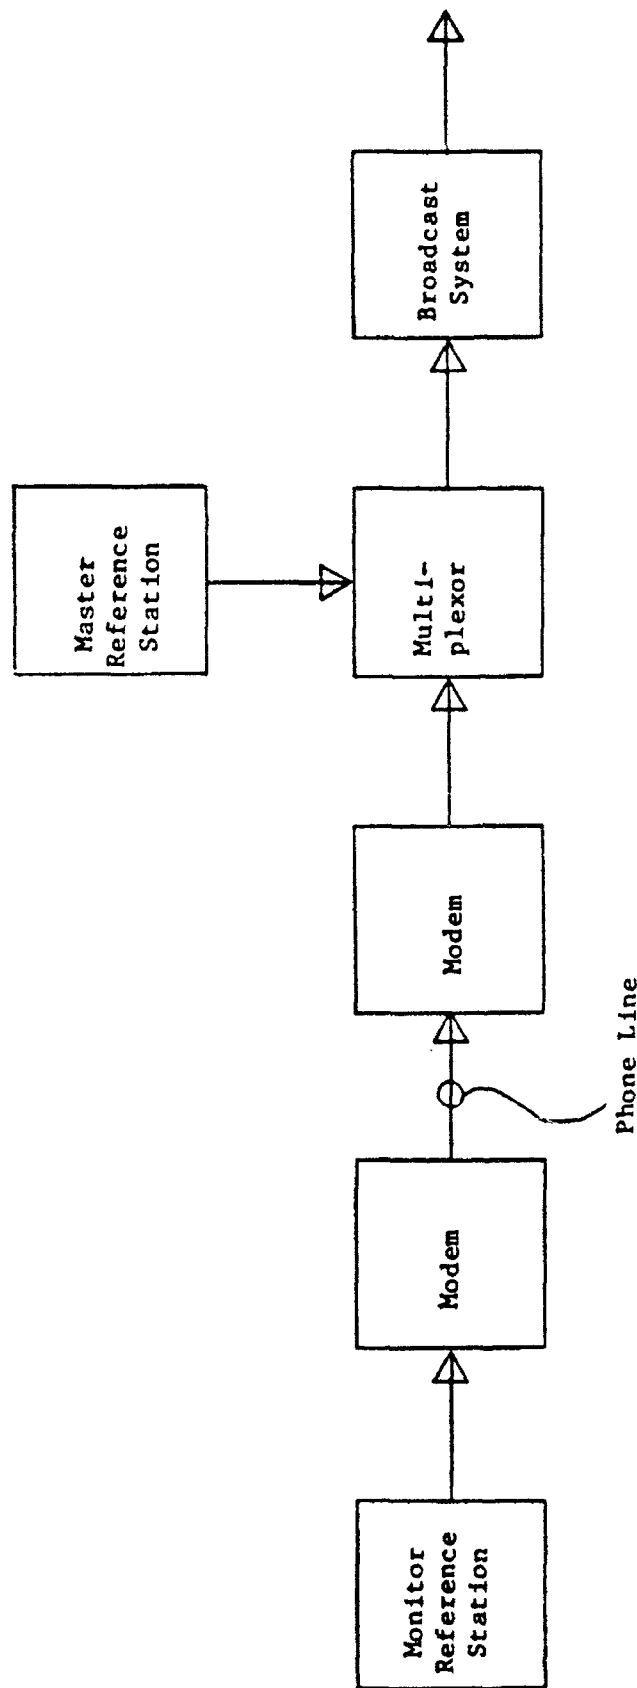 Master
Reference
Station
Monitor
Reference
Station
Modem
Modem
Multi-
plexor
Broadcast
System
Phone Line